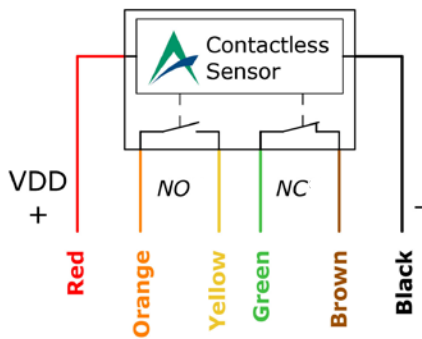 Contactless
Sensor
VDD
+
NO
NC
-
Red
Orange
Yellow
Green
Brown
Black